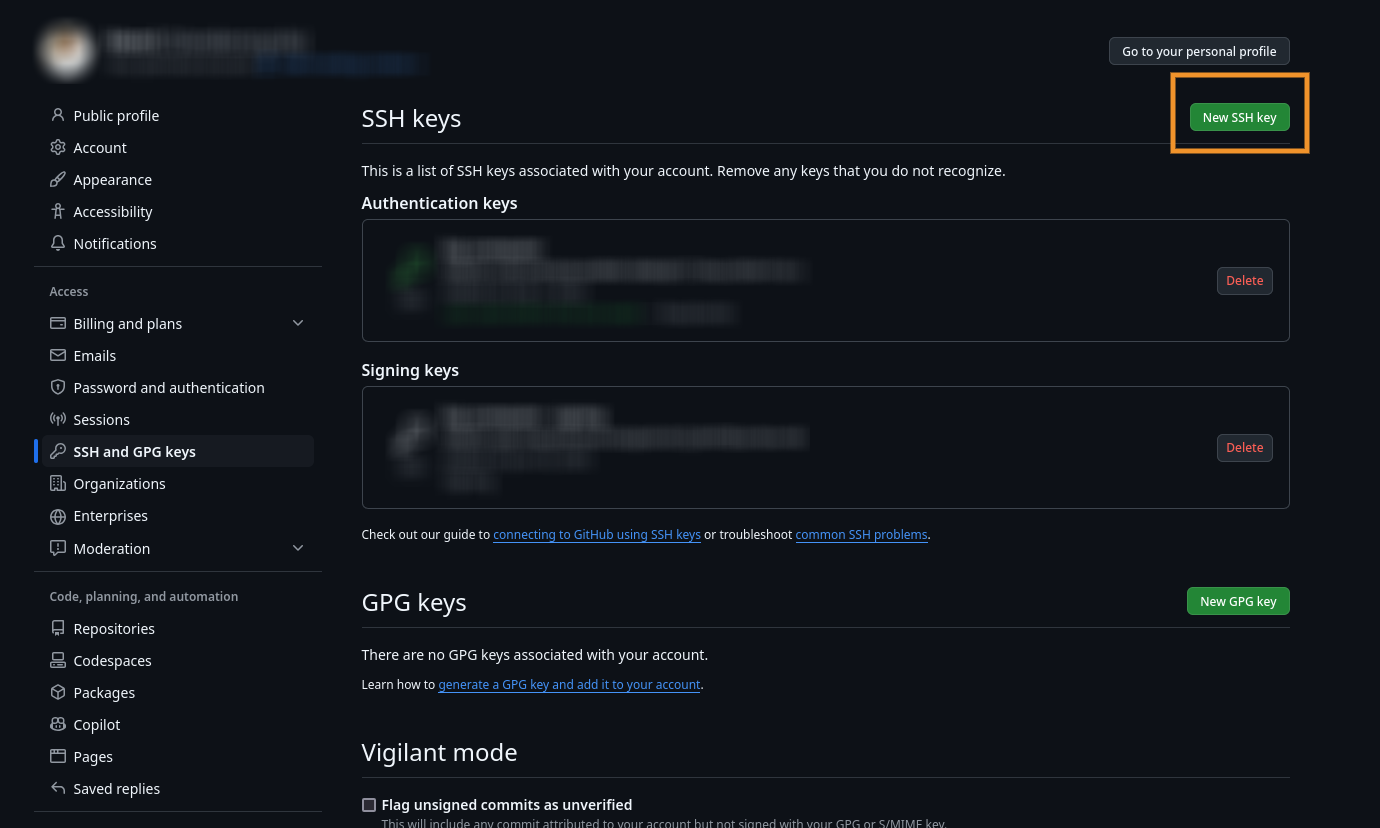 Go to your personal profile
Public profile
Account
Appearance
Accessibility
Notifications
Access
Billing and plans
Emails
Password and authentication
Sessions
SSH and GPG keys
Organizations
Enterprises
Moderation
Code, planning, and automation
Repositories
Codespaces
Packages
Copilot
Pages
Saved replies
SSH keys
New SSH key
This is a list of SSH keys associated with your account. Remove any keys that you do not recognize.
Authentication keys
Delete
Signing keys
Delete
Check out our guide to connecting to GitHub using SSH keys or troubleshoot common SSH problems.
GPG keys
New GPG key
There are no GPG keys associated with your account.
Learn how to generate a GPG key and add it to your account.
Vigilant mode
Flag unsigned commits as unverified
This will include any commit attributed to your account but not signed with your GPG or S/MIME key.